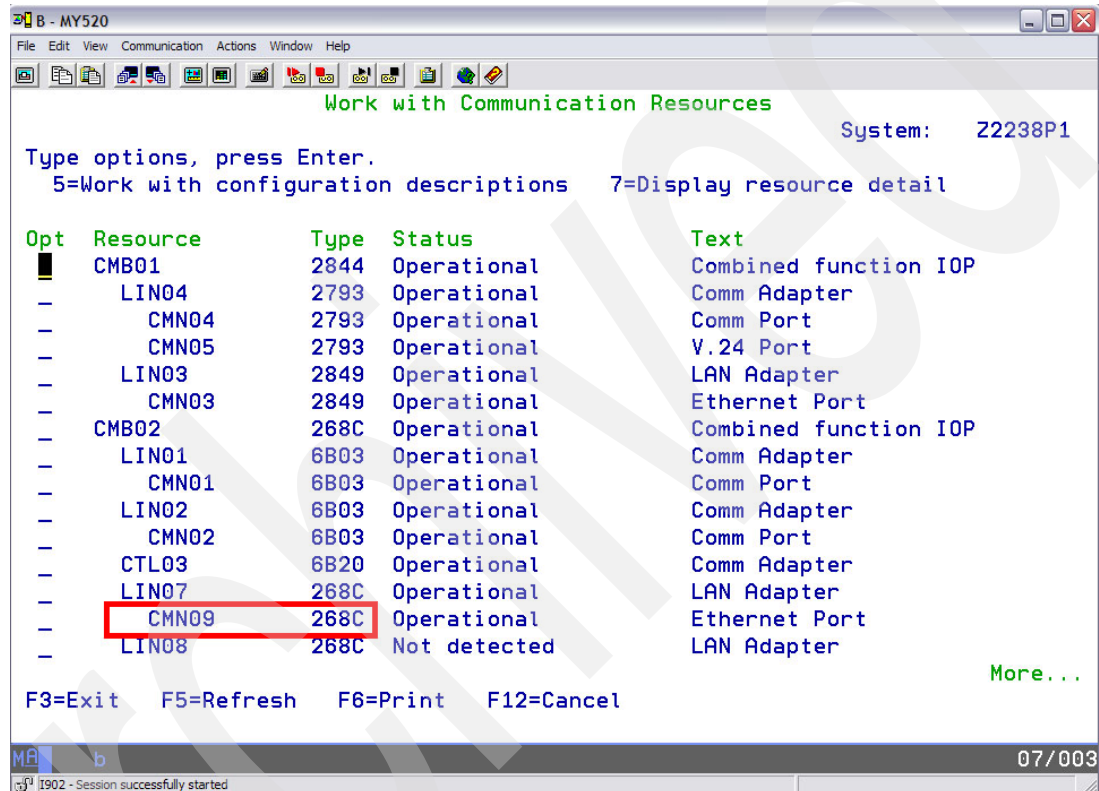 B - MY520
File Edit View Communication Actions Window Help
Work with Communication Resources
System: Z2238P1
Type options, press Enter.
5=Work with configuration descriptions 7=Display resource detail
Opt Resource Type Status Text
CMB01 2844 Operational Combined function IOP
_ LIN04 2793 Operational Comm Adapter
_ CMN04 2793 Operational Comm Port
_ CMN05 2793 Operational V.24 Port
_ LIN03 2849 Operational LAN Adapter
_ CMN03 2849 Operational Ethernet Port
_ CMB02 268C Operational Combined function IOP
_ LIN01 6B03 Operational Comm Adapter
_ CMN01 6B03 Operational Comm Port
_ LIN02 6B03 Operational Comm Adapter
_ CMN02 6B03 Operational Comm Port
_ CTL03 6B20 Operational Comm Adapter
_ LIN07 268C Operational LAN Adapter
_ CMN09 268C Operational Ethernet Port
_ LIN08 268C Not detected LAN Adapter
More...
F3=Exit F5=Refresh F6=Print F12=Cancel
MA b 07/003
I902 - Session successfully started